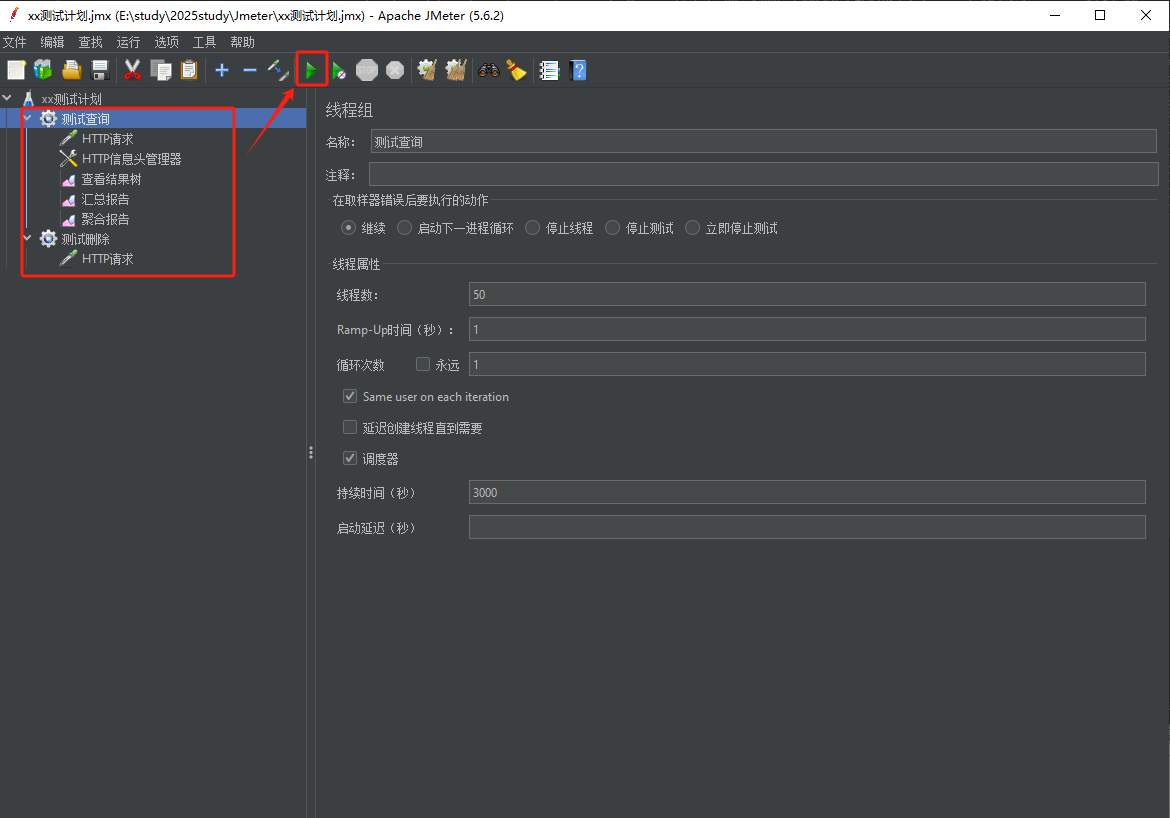 xx测试计划.jmx (E:\study\2025study\Jmeter\xx测试计划.jmx) - Apache JMeter (5.6.2)
文件 编辑 查找 运行 选项 工具 帮助
STOP
xx测试计划
测试查询
HTTP请求
HTTP信息头管理器
查看结果树
汇总报告
聚合报告
测试删除
HTTP请求
线程组
名称： 测试查询
注释：
在取样器错误后要执行的动作
继续 启动下一进程循环 停止线程 停止测试 立即停止测试
线程属性
线程数： 50
Ramp-Up时间（秒）： 1
循环次数 永远 1
Same user on each iteration
延迟创建线程直到需要
调度器
持续时间（秒） 3000
启动延迟（秒）